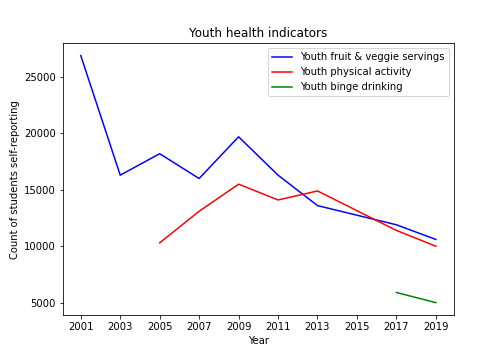 Youth health indicators
Youth fruit & veggie servings
Youth physical activity
Youth binge drinking
Count of students self-reporting
25000
20000
15000
10000
5000
2001 2003 2005 2007 2009 2011 2013 2015 2017 2019
Year